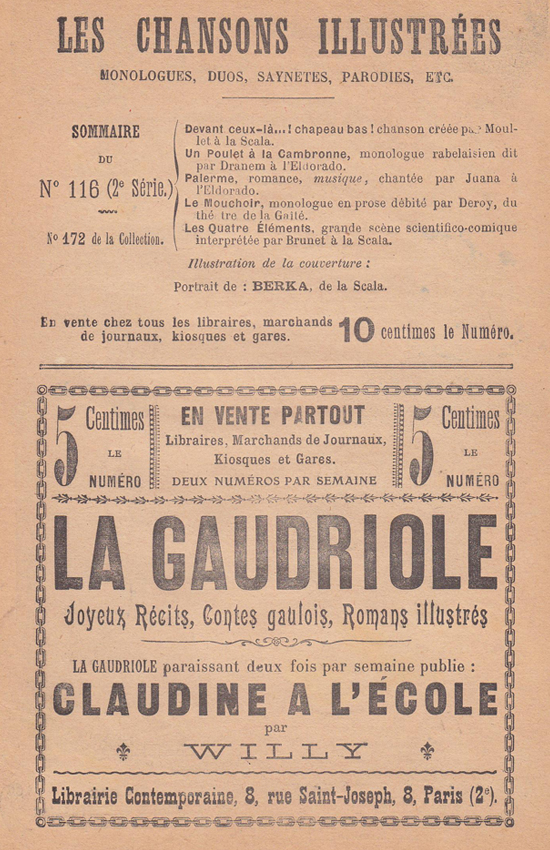 LES CHANSONS ILLUSTRÉES
MONOLOGUES, DUOS, SAYNETES, PARODIES, ETC.
SOMMAIRE
DU
No 116 (2e Série.)
No 172 de la Collection.
Devant ceux-là...! chapeau bas! chanson créée par Moul-
let à la Scala.
Un Poulet à la Cambronne, monologue rabelaisien dit
par Dranem à l'Eldorado.
Palerme, romance, musique, chantée par Juana à
l'Eldorado.
Le Mouchoir, monologue en prose débité par Deroy, du
thé tre de la Gaîté.
Les Quatre Éléments, grande scène scientifico-comique
interprétée par Brunet à la Scala.
Illustration de la couverture :
Portrait de : BERKA, de la Scala.
En vente chez tous les libraires, marchands
de journaux, kiosques et gares.
10 centimes le Numéro.
5 Centimes
LE
NUMÉRO
EN VENTE PARTOUT
Libraires, Marchands de Journaux,
Kiosques et Gares.
DEUX NUMÉROS PAR SEMAINE
5 Centimes
LE
NUMÉRO
LA GAUDRIOLE
Joyeux Récits, Contes gaulois, Romans illustrés
LA GAUDRIOLE paraissant deux fois par semaine publie :
CLAUDINE A L'ÉCOLE
par
WILLY
Librairie Contemporaine, 8, rue Saint-Joseph, 8, Paris (2e).